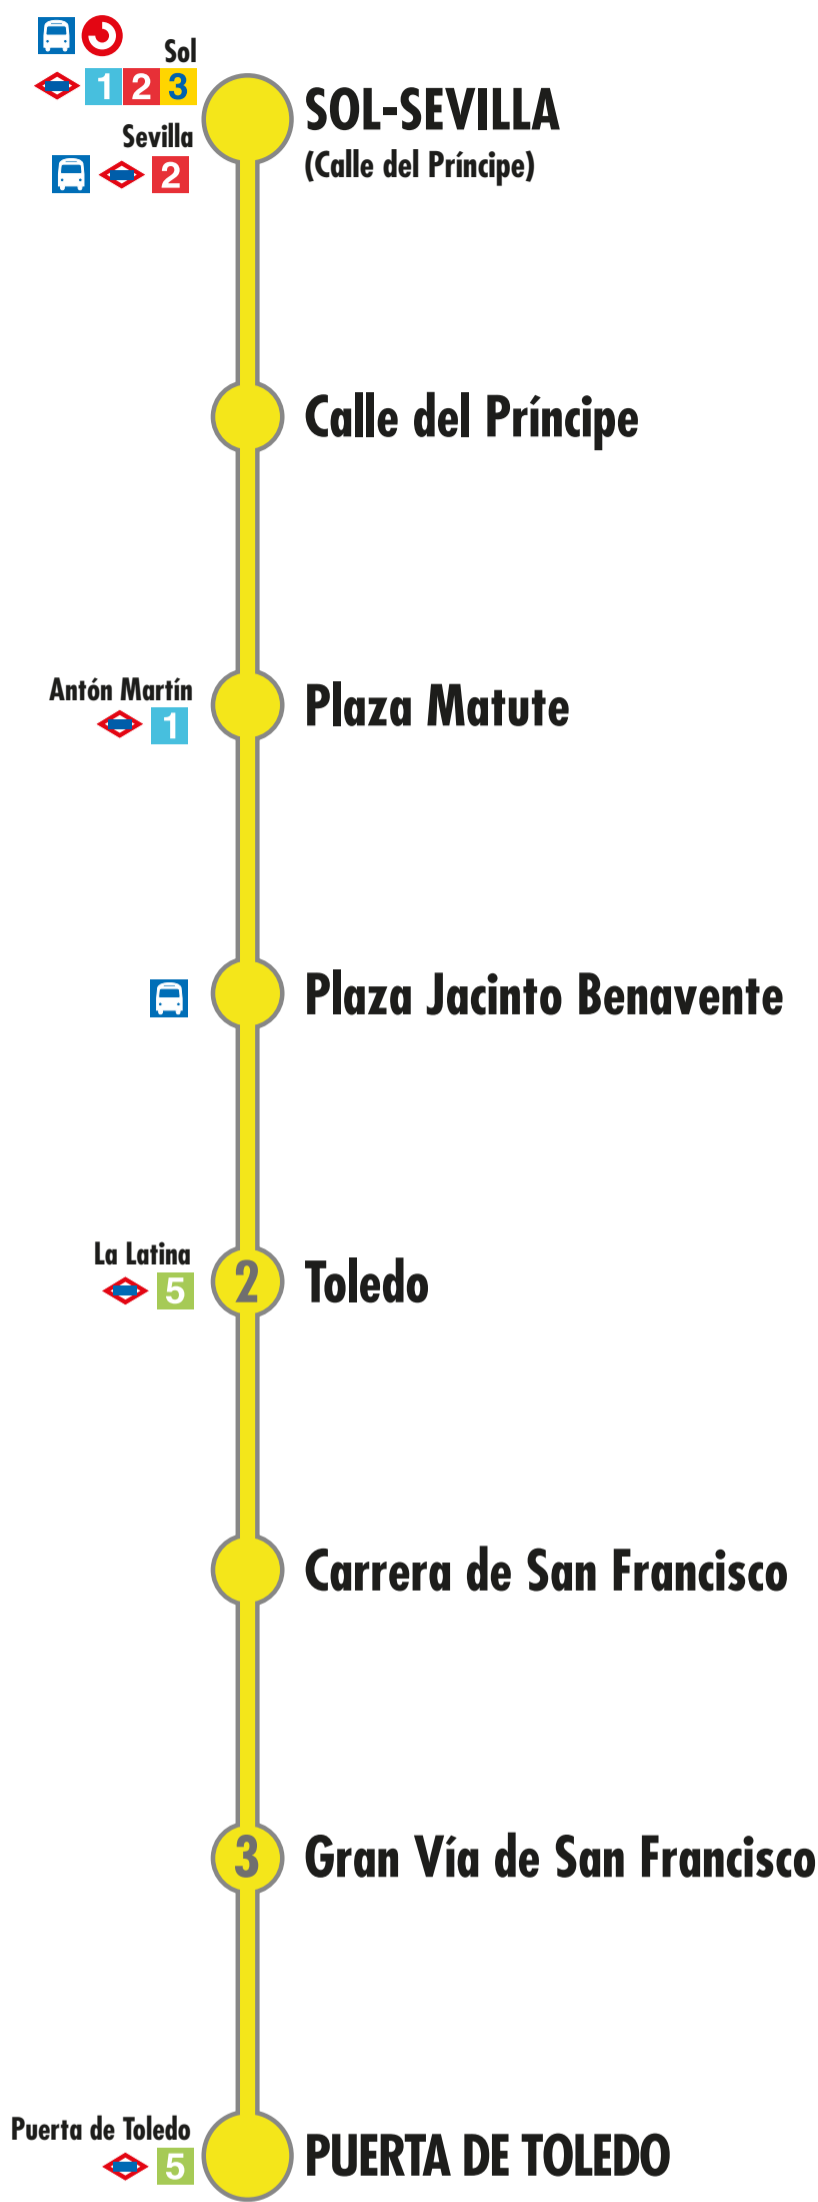 Sol
1 2 3
SOL-SEVILLA
Sevilla
(Calle del Príncipe)
2
Calle del Príncipe
Antón Martín
1
Plaza Matute
Plaza Jacinto Benavente
La Latina
5
2
Toledo
Carrera de San Francisco
3
Gran Vía de San Francisco
Puerta de Toledo
5
PUERTA DE TOLEDO